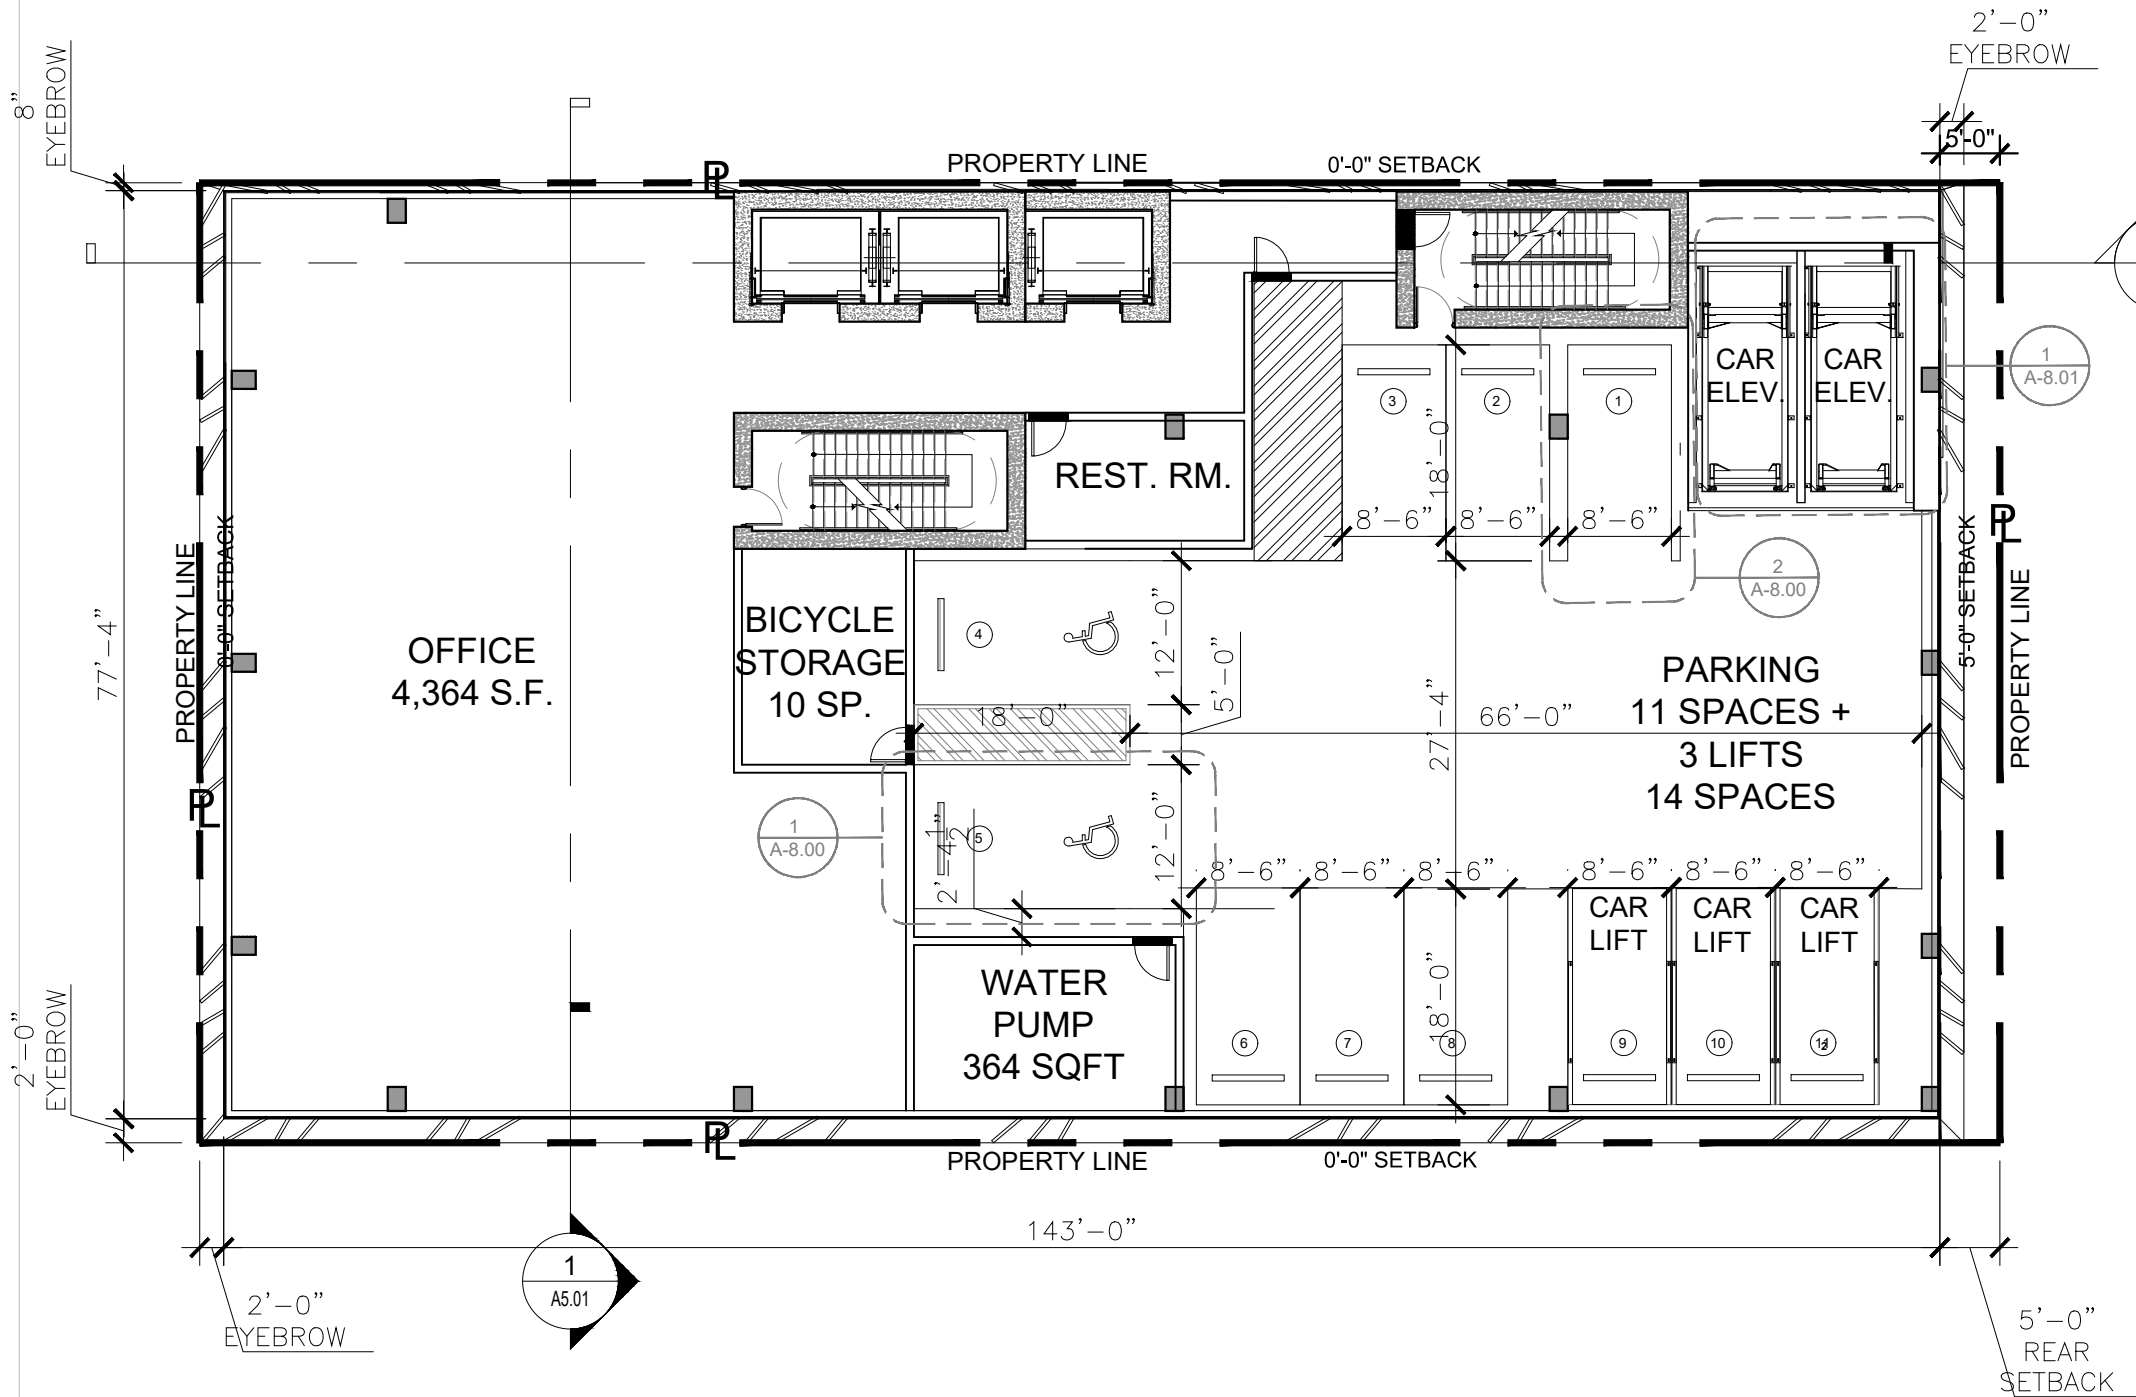 2'-0"
EYEBROW
8"
EYEBROW
5'-0"
PROPERTY LINE
0'-0" SETBACK
PL
CAR
ELEV.
CAR
ELEV.
1
A-8.01
3
2
1
18'-0"
REST. RM.
8'-6"
8'-6"
8'-6"
PL
2
A-8.00
5'-0" SETBACK
PROPERTY LINE
0'-0" SETBACK
PROPERTY LINE
77'-4"
OFFICE
4,364 S.F.
BICYCLE
STORAGE
10 SP.
4
12'-0"
5'-0"
18'-0"
27'-4"
66'-0"
PARKING
11 SPACES +
3 LIFTS
14 SPACES
PL
1
A-8.00
5
2'-4 1/2"
12'-0"
8'-6"
8'-6"
8'-6"
8'-6"
8'-6"
8'-6"
CAR
LIFT
CAR
LIFT
CAR
LIFT
WATER
PUMP
364 SQFT
18'-0"
6
7
8
9
10
2'-0"
EYEBROW
PL
PROPERTY LINE
0'-0" SETBACK
143'-0"
1
A5.01
2'-0"
EYEBROW
5'-0"
REAR
SETBACK